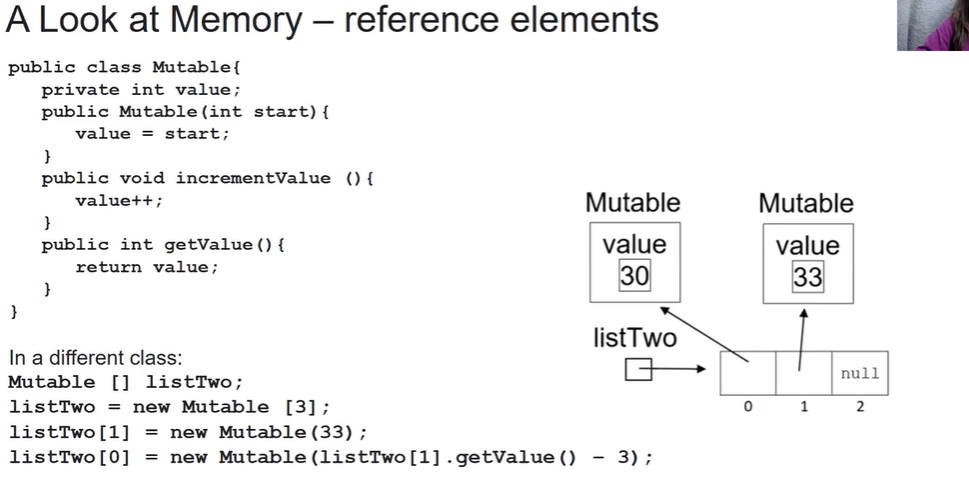 A Look at Memory – reference elements
public class Mutable{
private int value;
public Mutable(int start){
value = start;
}
public void incrementValue (){
value++;
}
public int getValue(){
return value;
}
}
In a different class:
Mutable [] listTwo;
listTwo = new Mutable [3];
listTwo[1] = new Mutable(33);
listTwo[0] = new Mutable(listTwo[1].getValue() - 3);
Mutable
value
30
Mutable
value
33
listTwo
null
0 1 2